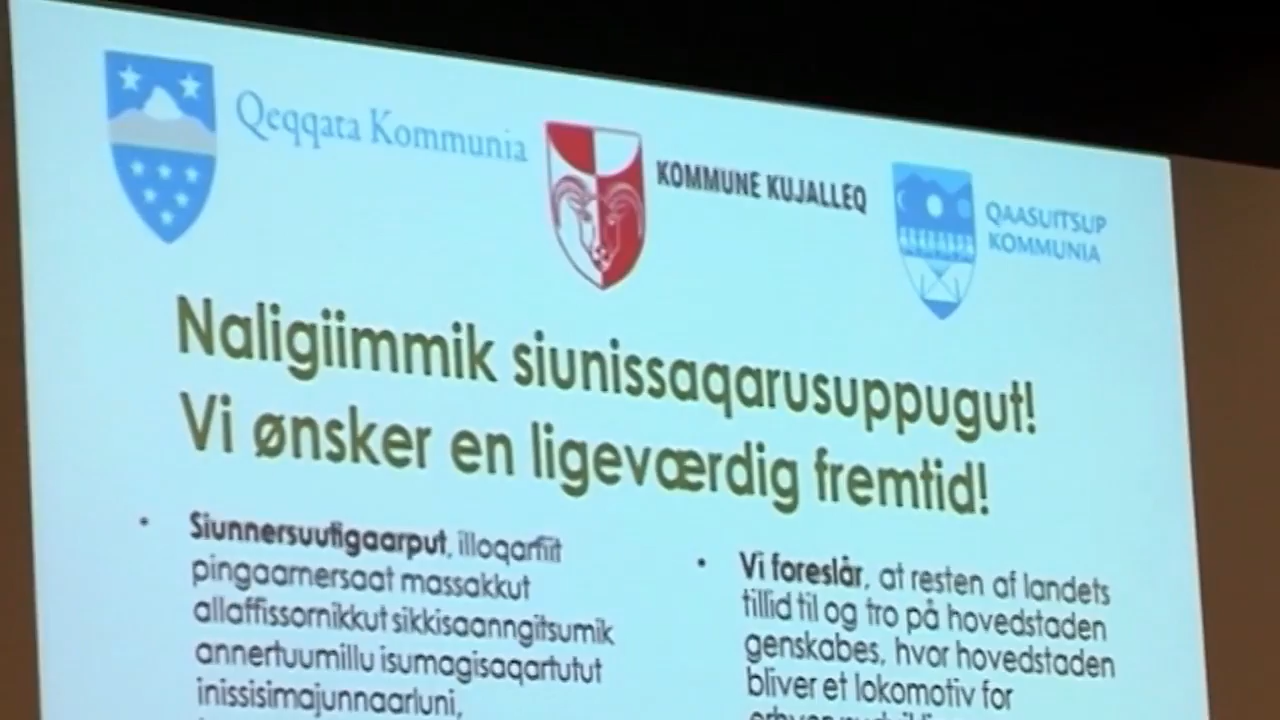 Qeqqata Kommunia
KOMMUNE KUJALLEQ
QAASUITSUP
KOMMUNIA
Naligiimmik siunissaqarusuppugut!
Vi ønsker en ligeværdig fremtid!
• Siunnersuutigaarput, illoqarfiit
pingaarnersaat massakkut
allaffissornikkut sikkisaanngitsumik
annertuumillu isumagisaqartutut
inissisimajunnaarluni,
• Vi foreslår, at resten af landets
tillid til og tro på hovedstaden
genskabes, hvor hovedstaden
bliver et lokomotiv for